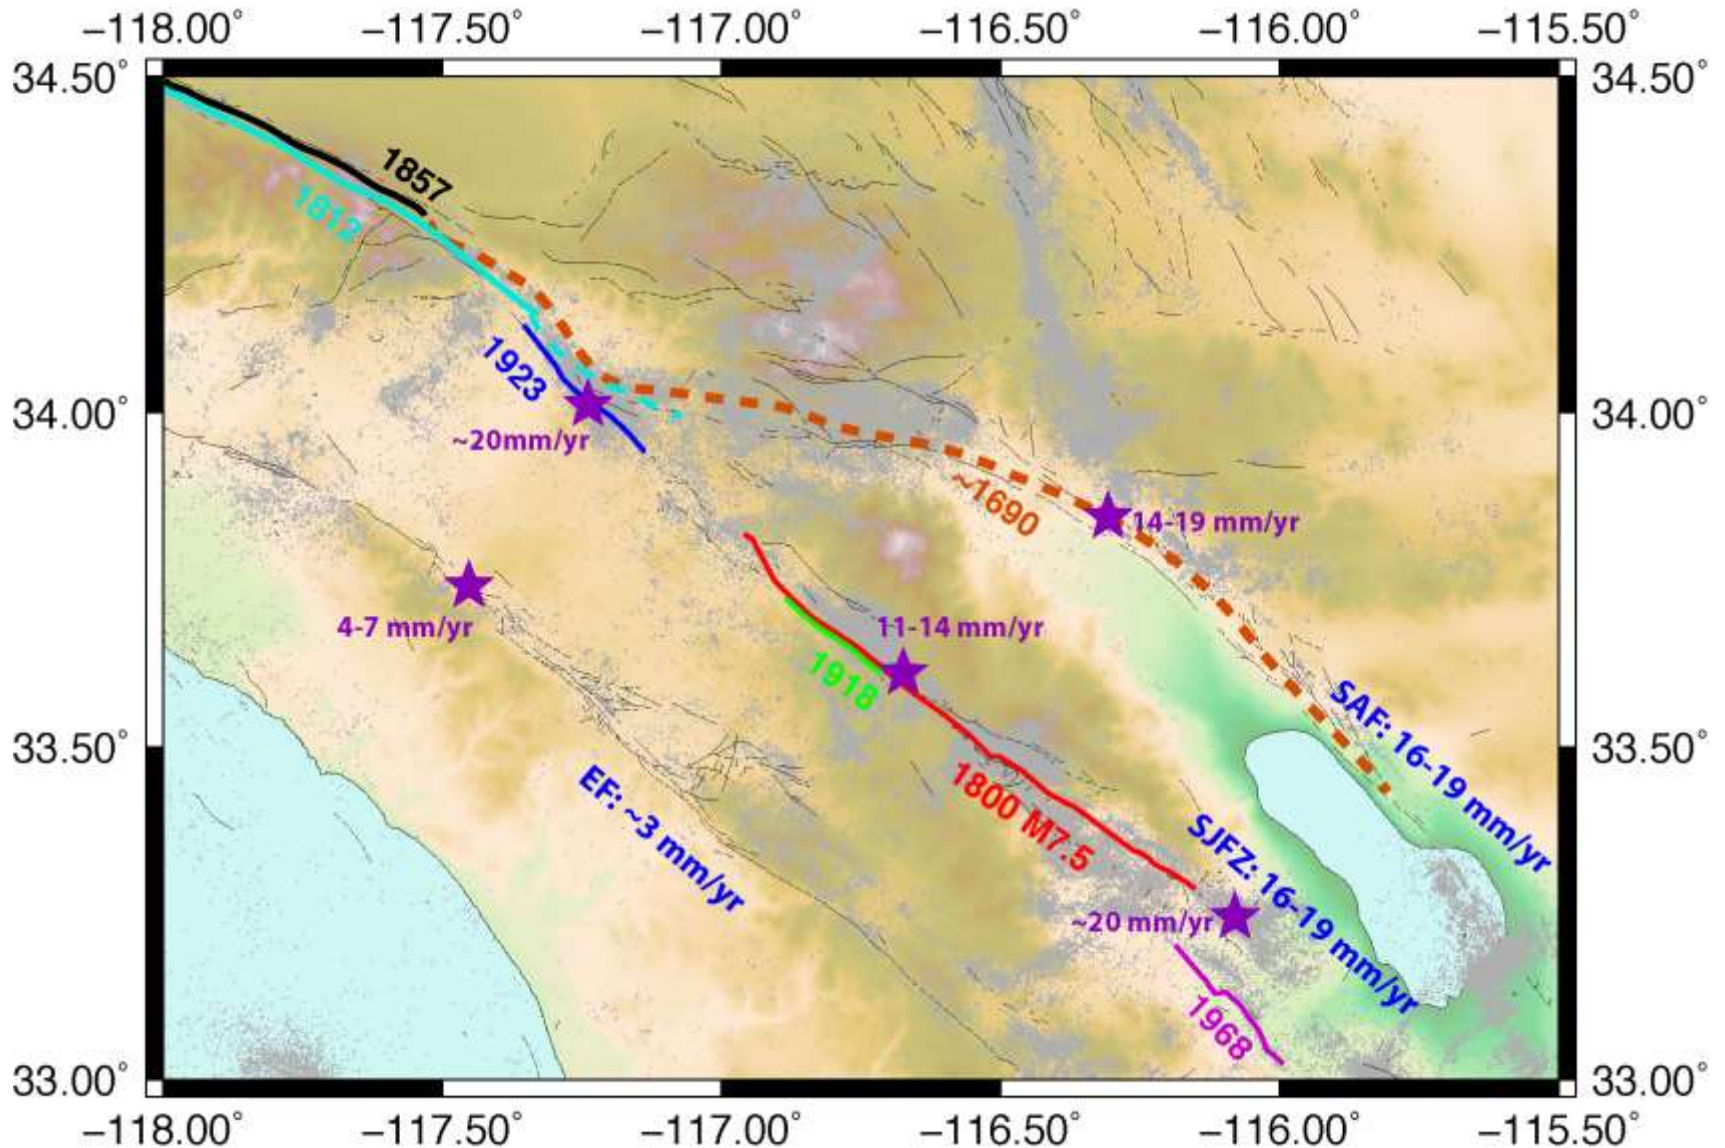 −118.00° −117.50° −117.00° −116.50° −116.00° −115.50°
34.50° 34.50°
1857
1812
1923
34.00° 34.00°
~20mm/yr
~1690
14-19 mm/yr
4-7 mm/yr
11-14 mm/yr
1918
SAF: 16-19 mm/yr
33.50° 33.50°
EF: ~3 mm/yr
1800 M7.5
SJFZ: 16-19 mm/yr
~20 mm/yr
1968
33.00° 33.00°
−118.00° −117.50° −117.00° −116.50° −116.00° −115.50°